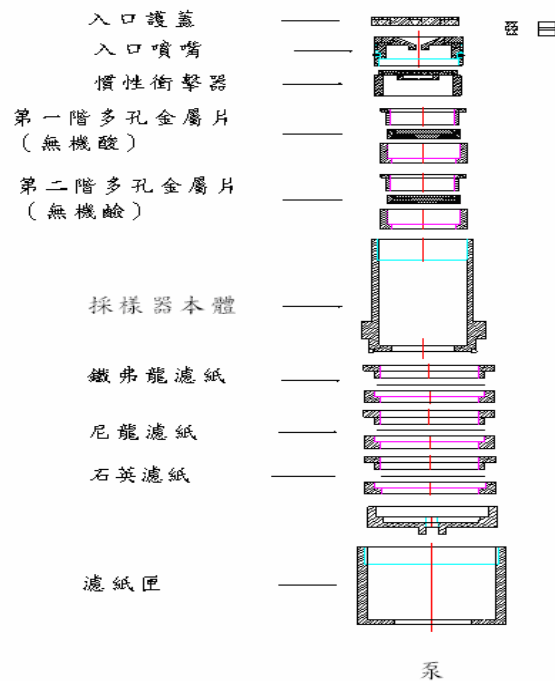 入口護蓋
入口噴嘴
慣性衝擊器
第一階多孔金屬片
(無機酸)
第二階多孔金屬片
(無機鹼)
採樣器本體
鐵弗龍濾紙
尼龍濾紙
石英濾紙
濾紙匣
泵